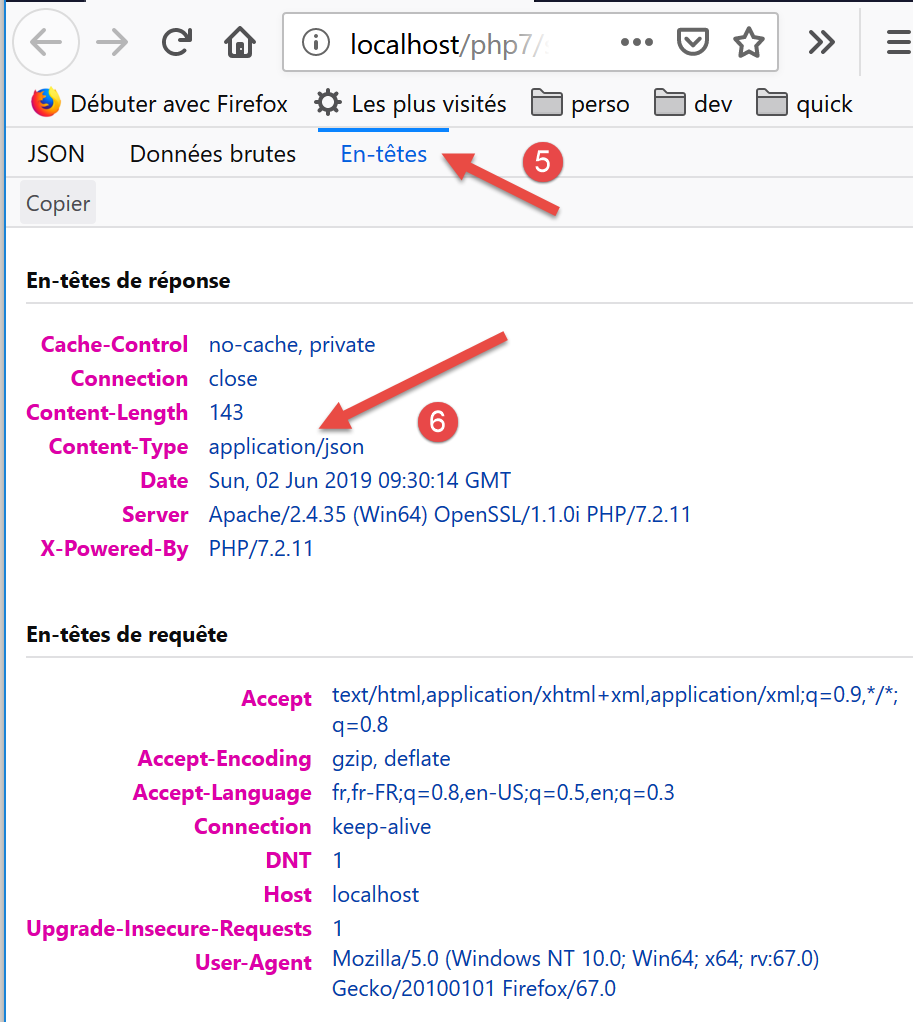 localhost/php7/
Débuter avec Firefox Les plus visités perso dev quick
JSON Données brutes En-têtes 5
Copier
En-têtes de réponse
Cache-Control no-cache, private
Connection close
Content-Length 143
6
Content-Type application/json
Date Sun, 02 Jun 2019 09:30:14 GMT
Server Apache/2.4.35 (Win64) OpenSSL/1.1.0i PHP/7.2.11
X-Powered-By PHP/7.2.11
En-têtes de requête
Accept text/html,application/xhtml+xml,application/xml;q=0.9,*/*;
q=0.8
Accept-Encoding gzip, deflate
Accept-Language fr,fr-FR;q=0.8,en-US;q=0.5,en;q=0.3
Connection keep-alive
DNT 1
Host localhost
Upgrade-Insecure-Requests 1
User-Agent Mozilla/5.0 (Windows NT 10.0; Win64; x64; rv:67.0)
Gecko/20100101 Firefox/67.0